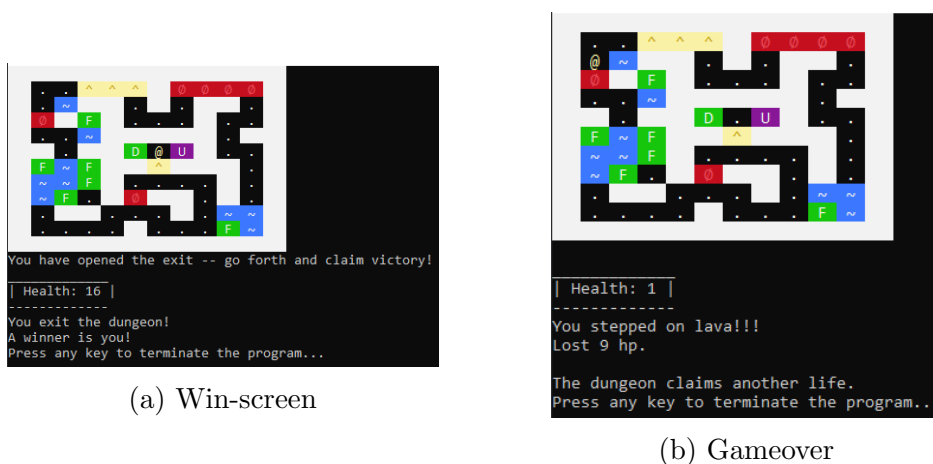 . . ^ ^ ^ Ø Ø Ø Ø
. ~ . . .
Ø F . . . .
. . ~ .
. D @ U . .
F ~ F ^ .
~ ~ F . . . . .
~ F . Ø . .
. . . . . ~ ~
. . . . . . . F ~
You have opened the exit -- go forth and claim victory!
_____________
| Health: 16 |
-------------
You exit the dungeon!
A winner is you!
Press any key to terminate the program...
(a) Win-screen
. . ^ ^ ^ Ø Ø Ø Ø
@ ~ . . .
Ø F . . . .
. . ~ .
. D . U . .
F ~ F ^ .
~ ~ F . . . . .
~ F . Ø . .
. . . . . ~ ~
. . . . . . . F ~
_____________
| Health: 1 |
-------------
You stepped on lava!!!
Lost 9 hp.
The dungeon claims another life.
Press any key to terminate the program..
(b) Gameover